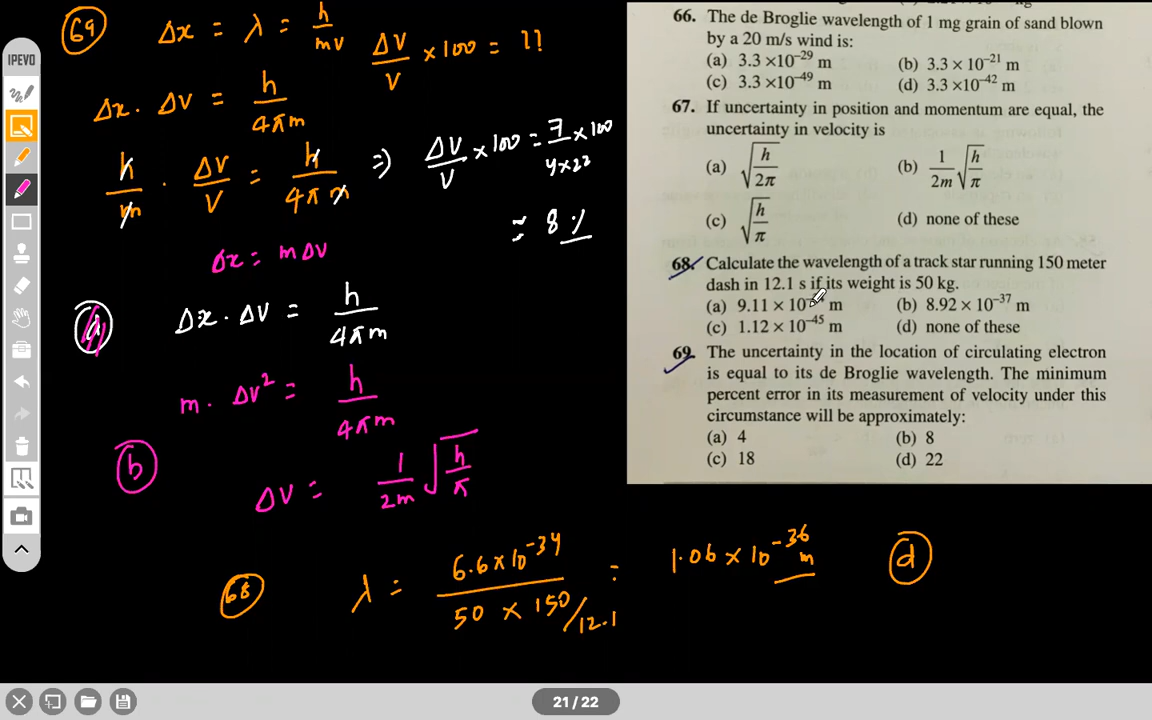 IPEVO
69
Δx = λ = h/mv
ΔV/V × 100 = ??
Δx. ΔV = h/4πm
h/m . ΔV/V = h/4πm ⇒ ΔV/V × 100 = 7/4×22 × 100
≈ 8 %
Δx = mΔV
Δx. ΔV = h/4πm
m. ΔV² = h/4πm
b
ΔV = 1/2m √h/π
68 λ = 6.6×10⁻³⁴/50 × 150/12.1 = 1.06 × 10⁻³⁶ m d
66. The de Broglie wavelength of 1 mg grain of sand blown
by a 20 m/s wind is:
(a) 3.3 ×10⁻²⁹ m (b) 3.3 × 10⁻²¹ m
(c) 3.3 ×10⁻⁴⁹ m (d) 3.3 ×10⁻⁴² m
67. If uncertainty in position and momentum are equal, the
uncertainty in velocity is
(a) √h/2π (b) 1/2m √h/π
(c) √h/π (d) none of these
68. Calculate the wavelength of a track star running 150 meter
dash in 12.1 s if its weight is 50 kg.
(a) 9.11 × 10 m (b) 8.92 × 10⁻³⁷ m
(c) 1.12 × 10⁻⁴⁵ m (d) none of these
69. The uncertainty in the location of circulating electron
is equal to its de Broglie wavelength. The minimum
percent error in its measurement of velocity under this
circumstance will be approximately:
(a) 4 (b) 8
(c) 18 (d) 22
21 / 22